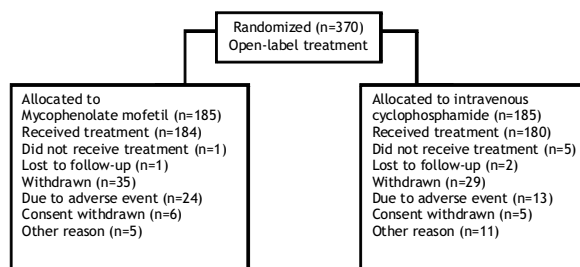 Randomized (n=370)
Open-label treatment
Allocated to
Mycophenolate mofetil (n=185)
Received treatment (n=184)
Did not receive treatment (n=1)
Lost to follow-up (n=1)
Withdrawn (n=35)
Due to adverse event (n=24)
Consent withdrawn (n=6)
Other reason (n=5)
Allocated to intravenous
cyclophosphamide (n=185)
Received treatment (n=180)
Did not receive treatment (n=5)
Lost to follow-up (n=2)
Withdrawn (n=29)
Due to adverse event (n=13)
Consent withdrawn (n=5)
Other reason (n=11)